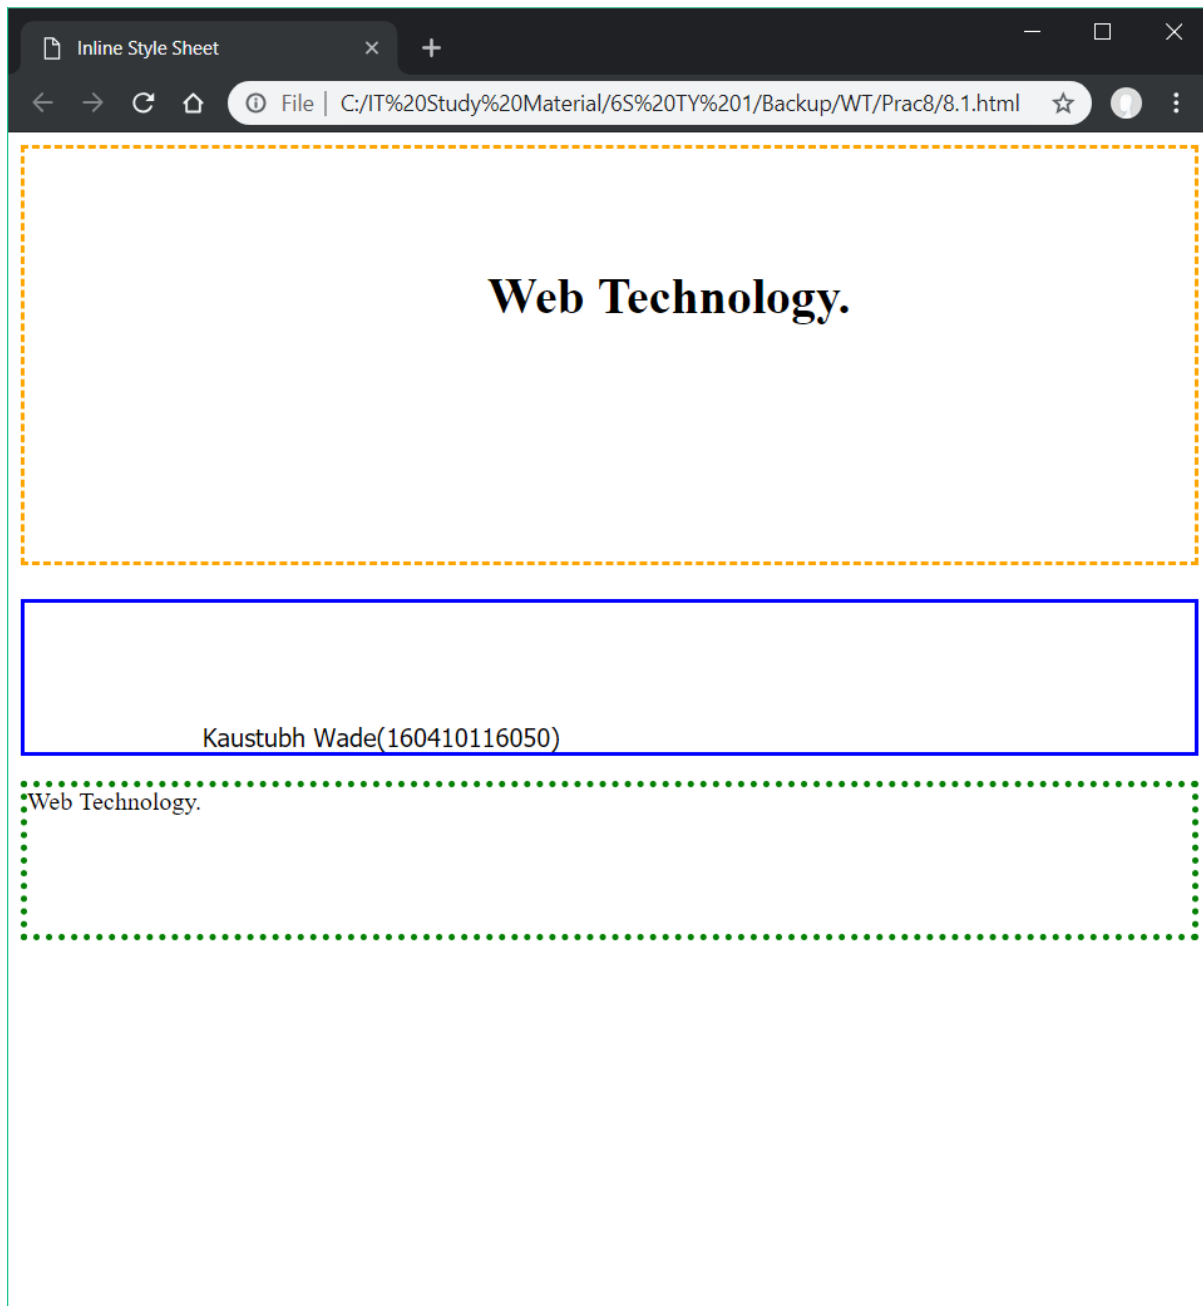 Inline Style Sheet
File | C:/IT%20Study%20Material/6S%20TY%201/Backup/WT/Prac8/8.1.html
Web Technology.
Kaustubh Wade(160410116050)
Web Technology.